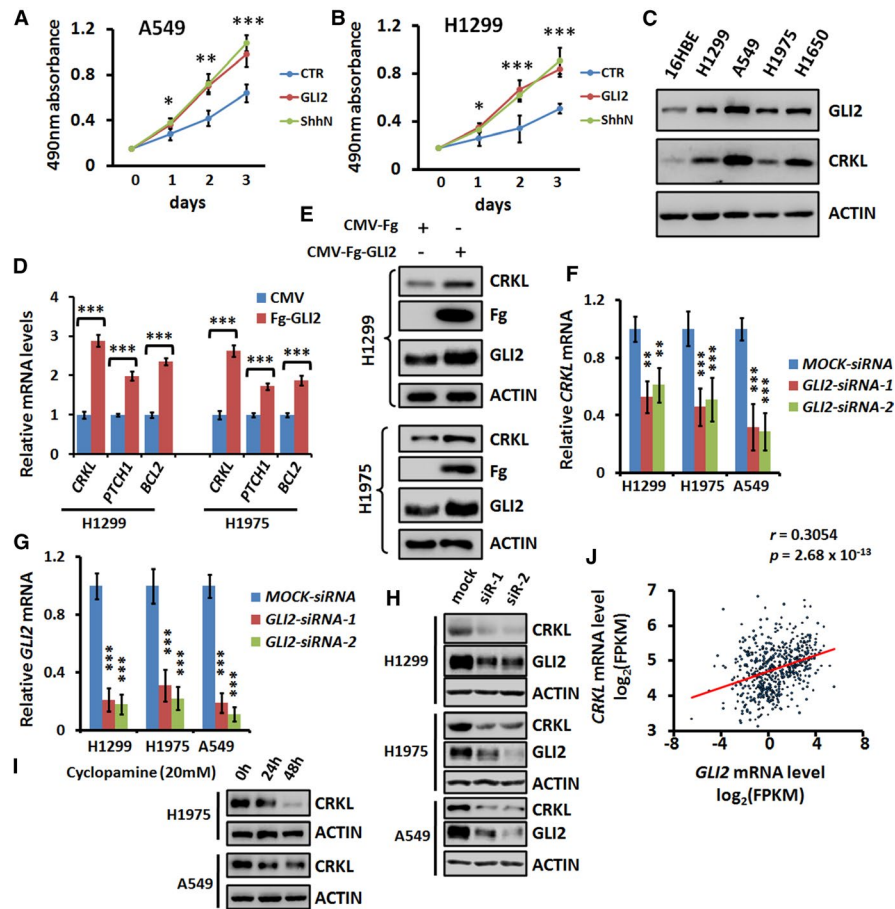 A
A549
490nm absorbance
1.2
0.8
0.4
0
* ** ***
CTR
GLI2
ShhN
0 1 2 3
days
B
H1299
490nm absorbance
1.2
0.8
0.4
0
* *** ***
CTR
GLI2
ShhN
0 1 2 3
days
C
16HBE H1299 A549 H1975 H1650
GLI2
CRKL
ACTIN
D
Relative mRNA levels
4
3
2
1
0
CMV
Fg-GLI2
*** *** *** *** *** ***
CRKL PTCH1 BCL2 CRKL PTCH1 BCL2
H1299 H1975
E
CMV-Fg + -
CMV-Fg-GLI2 - +
H1299
CRKL
Fg
GLI2
ACTIN
H1975
CRKL
Fg
GLI2
ACTIN
F
Relative CRKL mRNA
1.2
0.8
0.4
0
** ** *** *** *** ***
MOCK-siRNA
GLI2-siRNA-1
GLI2-siRNA-2
H1299 H1975 A549
G
Relative GLI2 mRNA
1.2
0.8
0.4
0
*** *** *** *** *** ***
MOCK-siRNA
GLI2-siRNA-1
GLI2-siRNA-2
H1299 H1975 A549
H
mock siR-1 siR-2
H1299
CRKL
GLI2
ACTIN
H1975
CRKL
GLI2
ACTIN
A549
CRKL
GLI2
ACTIN
I
Cyclopamine (20mM) 0h 24h 48h
H1975
CRKL
ACTIN
A549
CRKL
ACTIN
J
r = 0.3054
p = 2.68 x 10⁻¹³
CRKL mRNA level
log₂(FPKM)
7
6
5
4
3
-8 -4 0 4 8
GLI2 mRNA level
log₂(FPKM)